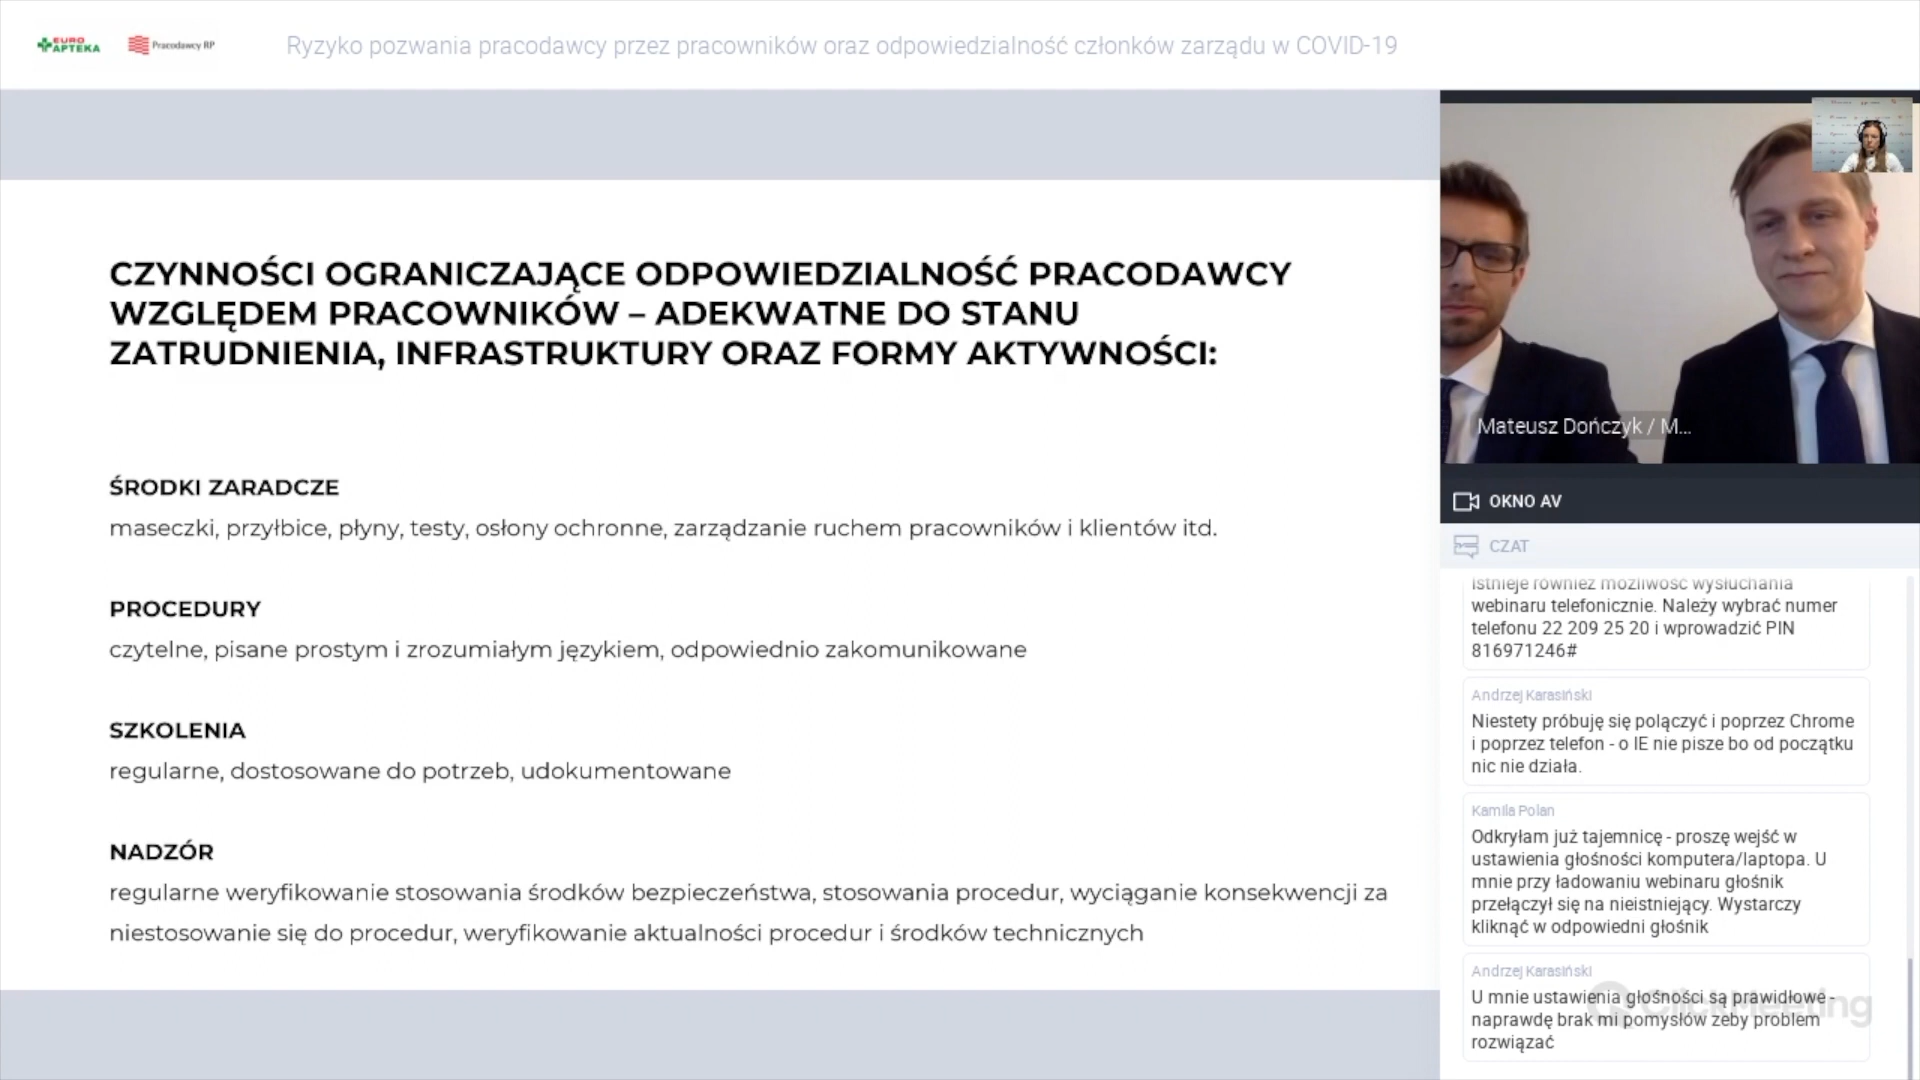 EURO
APTEKA
Pracodawcy RP
Ryzyko pozwania pracodawcy przez pracowników oraz odpowiedzialność członków zarządu w COVID-19
CZYNNOŚCI OGRANICZAJĄCE ODPOWIEDZIALNOŚĆ PRACODAWCY
WZGLĘDEM PRACOWNIKÓW – ADEKWATNE DO STANU
ZATRUDNIENIA, INFRASTRUKTURY ORAZ FORMY AKTYWNOŚCI:
ŚRODKI ZARADCZE
maseczki, przyłbice, płyny, testy, osłony ochronne, zarządzanie ruchem pracowników i klientów itd.
PROCEDURY
czytelne, pisane prostym i zrozumiałym językiem, odpowiednio zakomunikowane
SZKOLENIA
regularne, dostosowane do potrzeb, udokumentowane
NADZÓR
regularne weryfikowanie stosowania środków bezpieczeństwa, stosowania procedur, wyciąganie konsekwencji za
niestosowanie się do procedur, weryfikowanie aktualności procedur i środków technicznych
Mateusz Dończyk / M...
OKNO AV
CZAT
Istnieje również możliwość wysłuchania
webinaru telefonicznie. Należy wybrać numer
telefonu 22 209 25 20 i wprowadzić PIN
816971246#
Andrzej Karasiński
Niestety próbuję się polączyć i poprzez Chrome
i poprzez telefon - o IE nie pisze bo od początku
nic nie działa.
Kamila Polan
Odkryłam już tajemnicę - proszę wejść w
ustawienia głośności komputera/laptopa. U
mnie przy ładowaniu webinaru głośnik
przełączył się na nieistniejący. Wystarczy
kliknąć w odpowiedni głośnik
Andrzej Karasiński
U mnie ustawienia głośności są prawidłowe -
naprawdę brak mi pomysłów żeby problem
rozwiązać
ClickMeeting